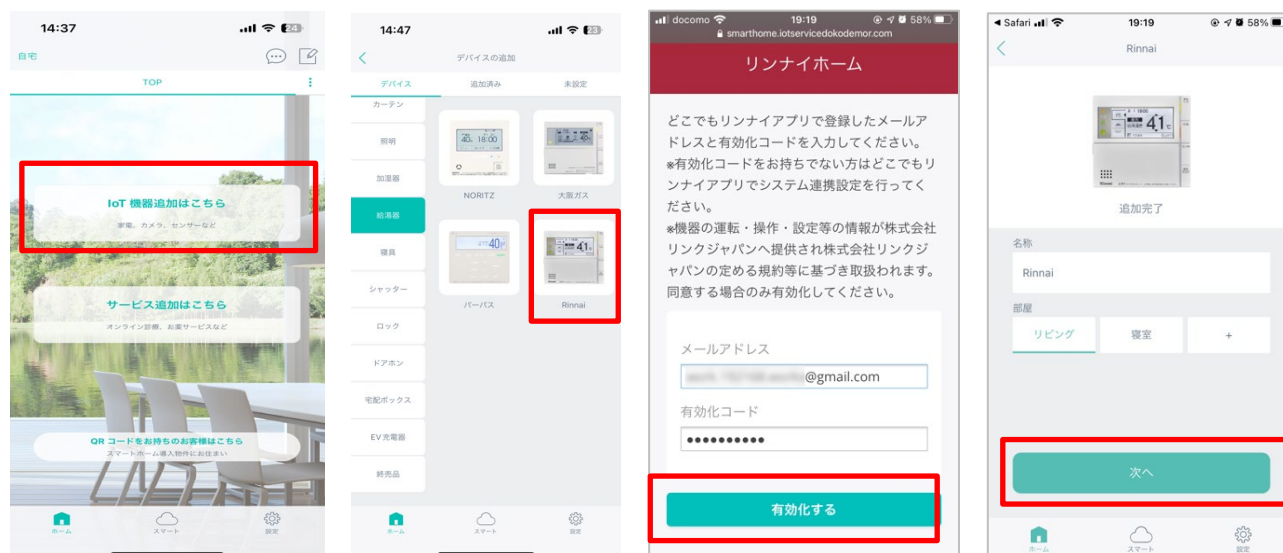 14:37
24
自宅
TOP
IoT 機器追加はこちら
家電、カメラ、センサーなど
サービス追加はこちら
オンライン診療、お薬サービスなど
QR コードをお持ちのお客様はこちら
スマートホーム導入物件にお住まい
ホーム
スマート
設定
14:47
23
デバイスの追加
デバイス
追加済み
未設定
カーテン
照明
加湿器
給湯器
寝具
シャッター
ロック
ドアホン
宅配ボックス
EV 充電器
終売品
NORITZ
大阪ガス
パーパス
Rinnai
ホーム
スマート
設定
docomo
19:19
58%
smarthome.iotservicedokodemor.com
リンナイホーム
どこでもリンナイアプリで登録したメールア
ドレスと有効化コードを入力してください。
※有効化コードをお持ちでない方はどこでもリ
ンナイアプリでシステム連携設定を行ってく
ださい。
※機器の運転・操作・設定等の情報が株式会社
リンクジャパンへ提供され株式会社リンクジ
ャパンの定める規約等に基づき取扱われます。
同意する場合のみ有効化してください。
メールアドレス
@gmail.com
有効化コード
●●●●●●●●●●
有効化する
◀ Safari
19:19
58%
Rinnai
追加完了
名称
Rinnai
部屋
リビング
寝室
+
次へ
ホーム
スマート
設定